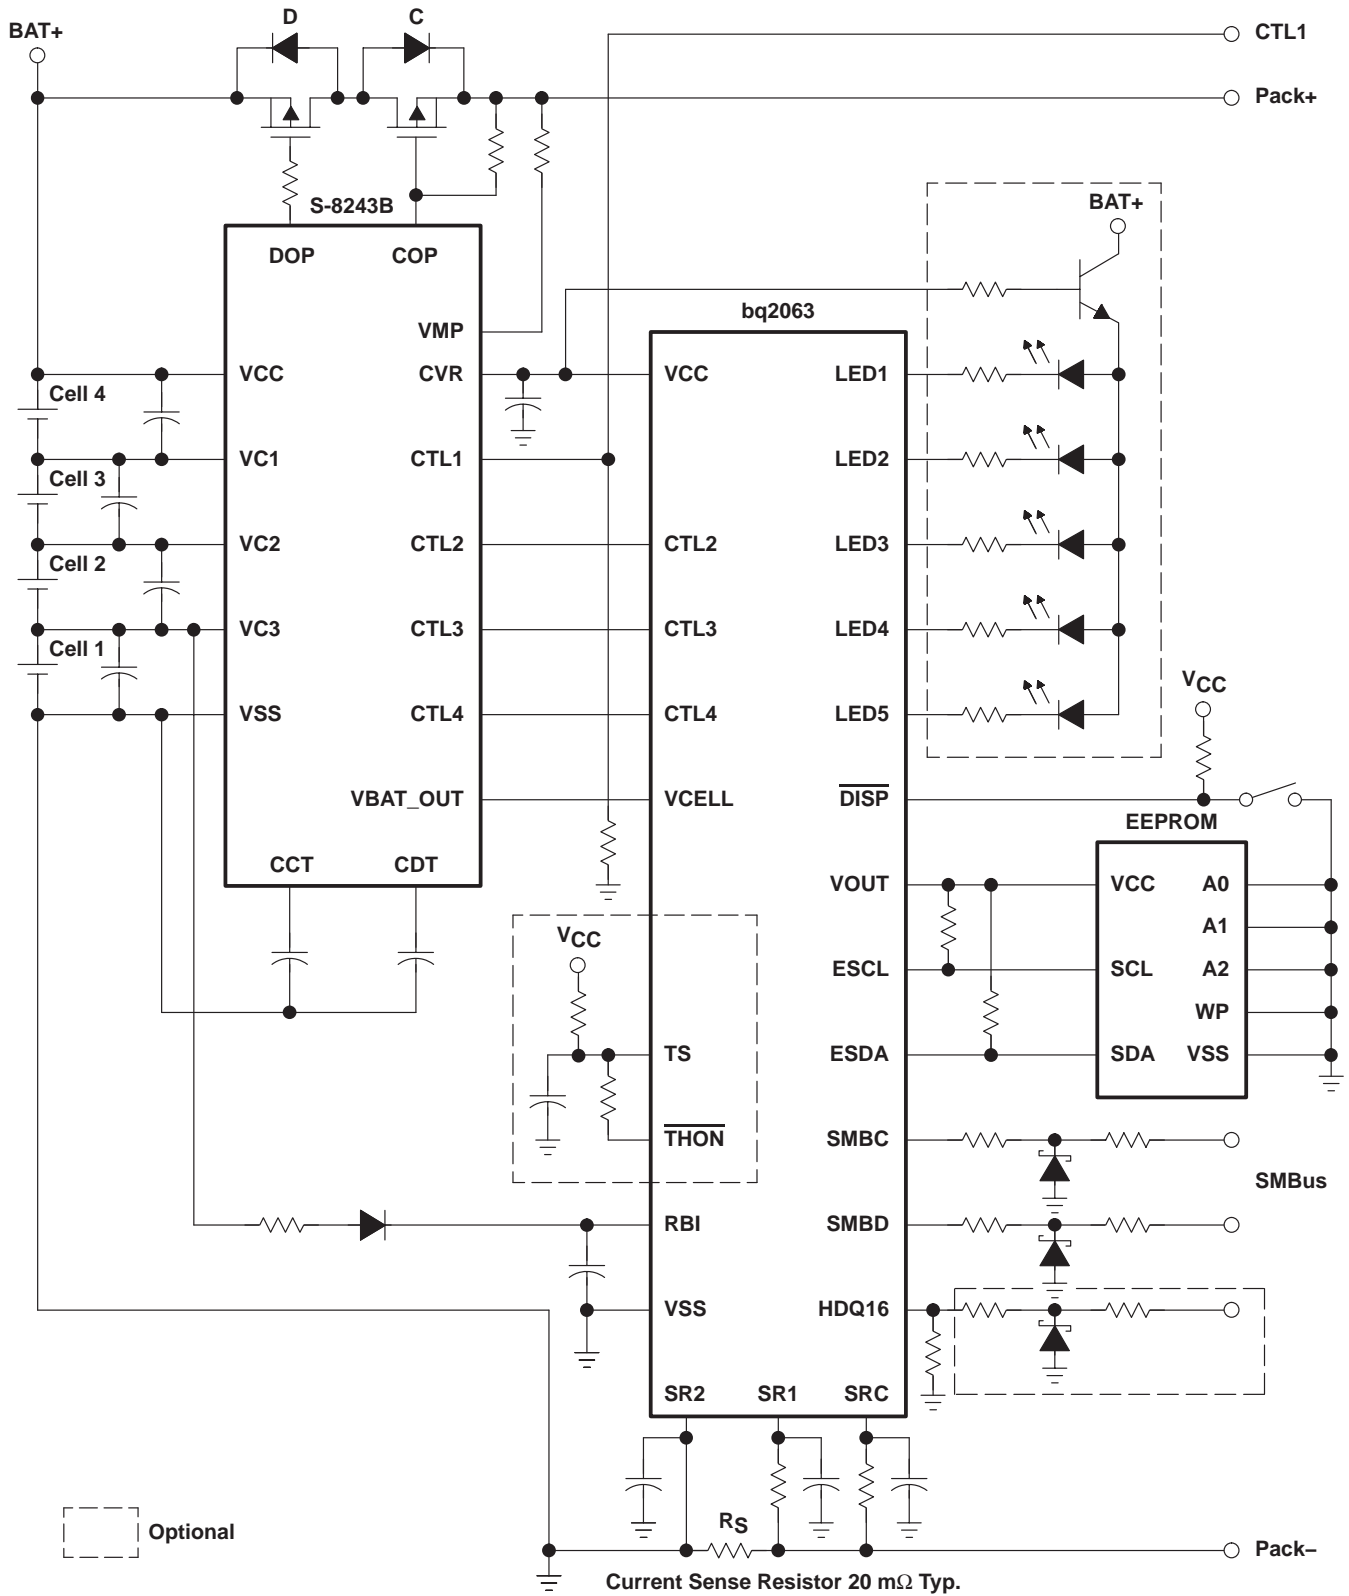 D C
BAT+ CTL1
Pack+
S-8243B
BAT+
DOP COP
bq2063
VMP
VCC CVR VCC LED1
Cell 4
VC1 CTL1 LED2
Cell 3
VC2 CTL2 CTL2 LED3
Cell 2
VC3 CTL3 CTL3 LED4
Cell 1
VCC
VSS CTL4 CTL4 LED5
VBAT_OUT VCELL DISP
EEPROM
CCT CDT
VOUT VCC A0
A1
VCC
ESCL SCL A2
WP
TS ESDA SDA VSS
THON SMBC
SMBus
RBI SMBD
VSS HDQ16
SR2 SR1 SRC
RS
Optional
Pack–
Current Sense Resistor 20 mΩ Typ.